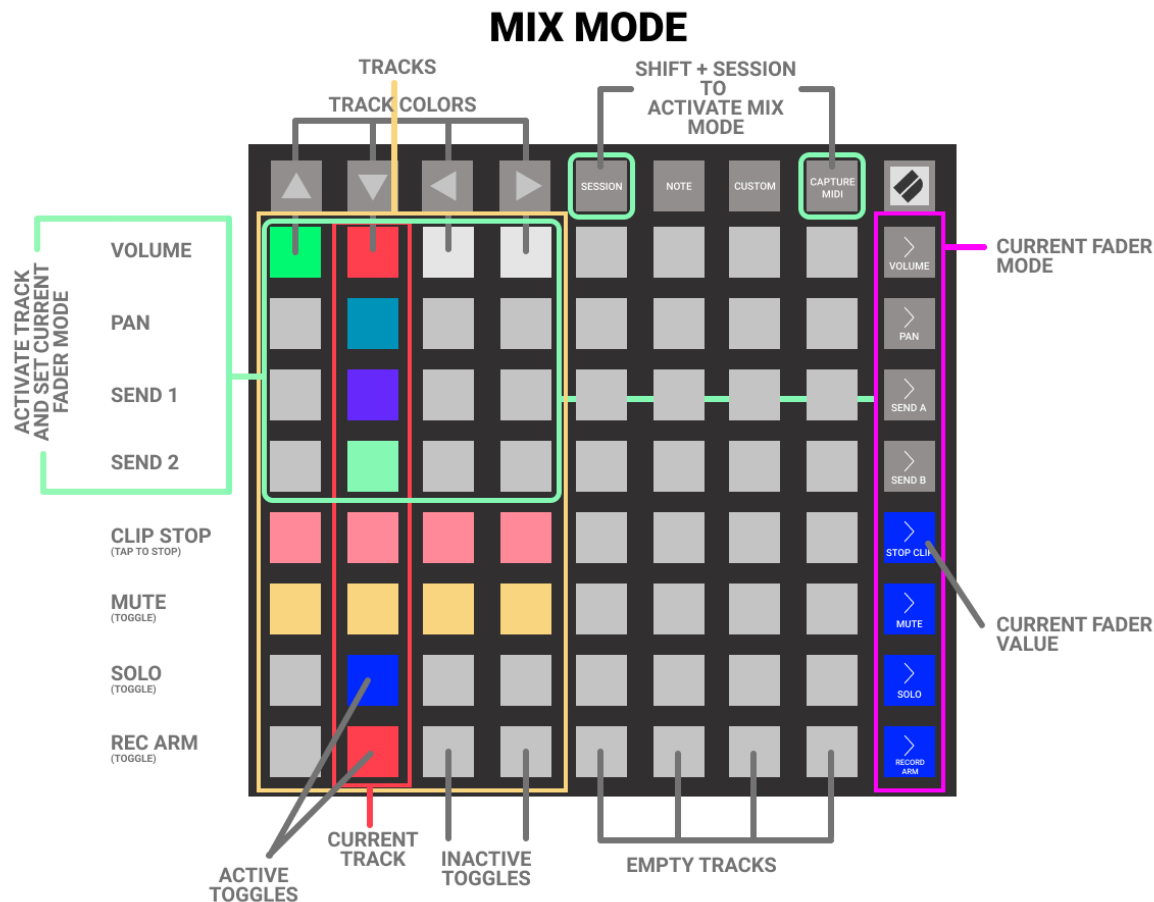 MIX MODE
TRACKS
TRACK COLORS
SHIFT + SESSION
TO
ACTIVATE MIX
MODE
SESSION
NOTE
CUSTOM
CAPTURE
MIDI
ACTIVATE TRACK
AND SET CURRENT
FADER MODE
VOLUME
PAN
SEND 1
SEND 2
CLIP STOP
(TAP TO STOP)
MUTE
(TOGGLE)
SOLO
(TOGGLE)
REC ARM
(TOGGLE)
VOLUME
PAN
SEND A
SEND B
STOP CLIP
MUTE
SOLO
RECORD
ARM
CURRENT FADER
MODE
CURRENT FADER
VALUE
ACTIVE
TOGGLES
CURRENT
TRACK
INACTIVE
TOGGLES
EMPTY TRACKS